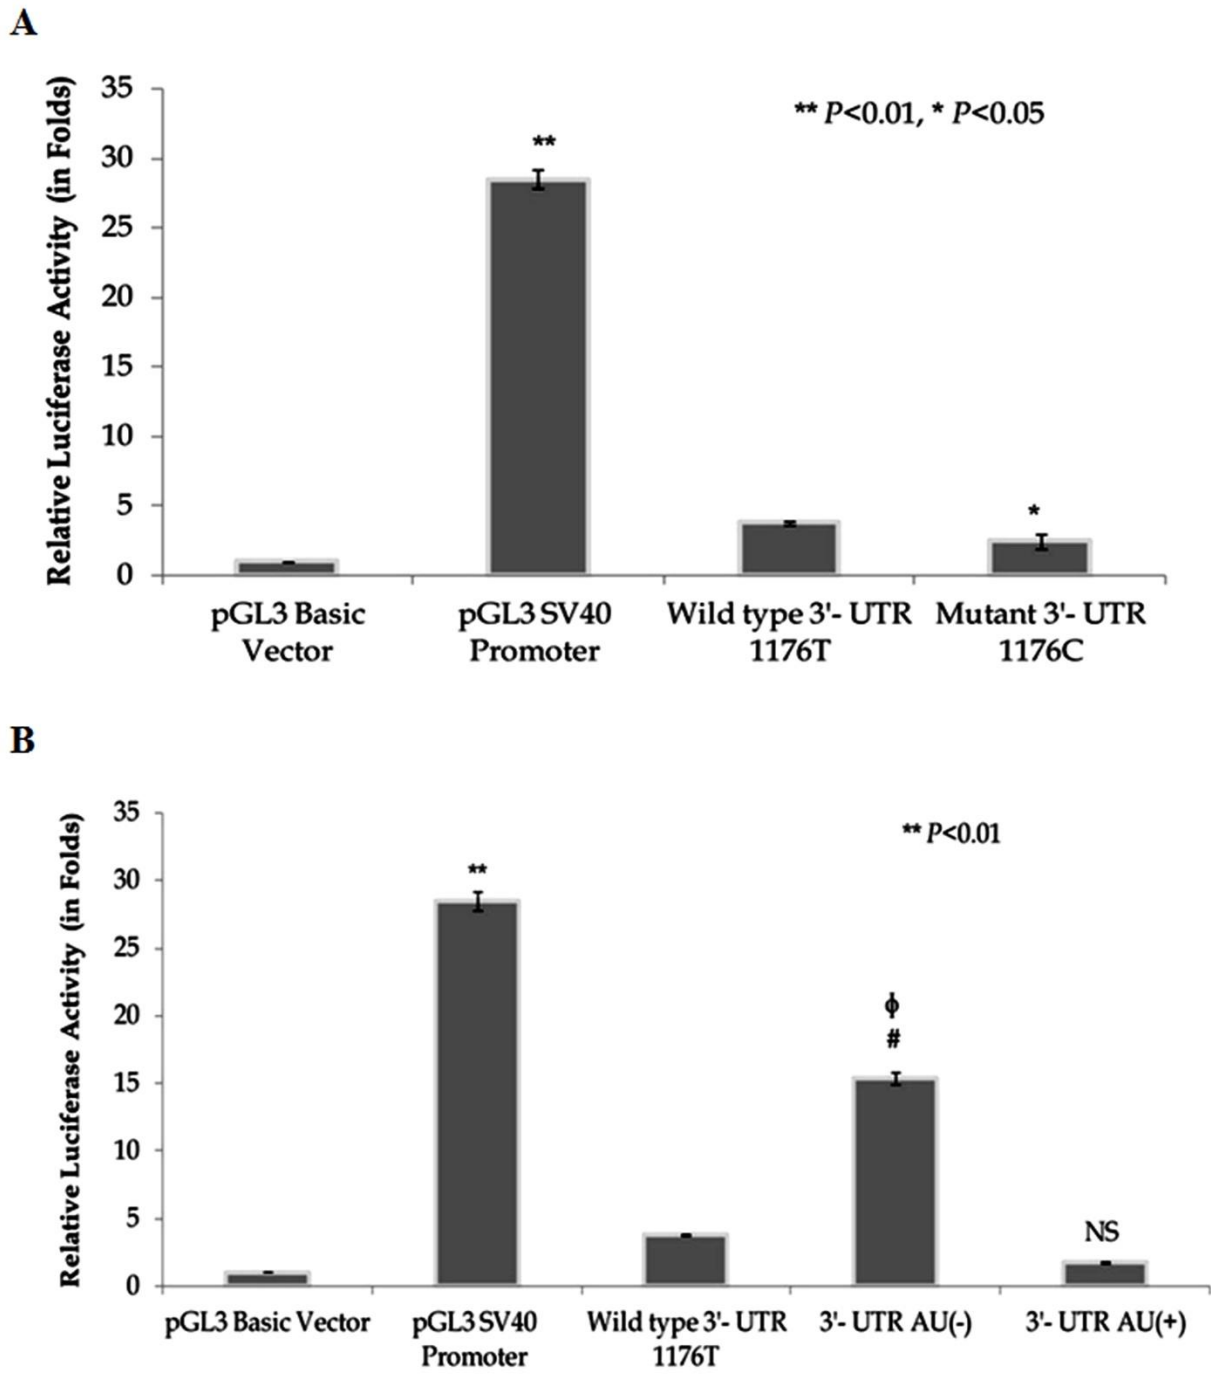 A
Relative Luciferase Activity (in Folds)
35
30
25
20
15
10
5
0
** P<0.01, * P<0.05
**
*
pGL3 Basic
Vector
pGL3 SV40
Promoter
Wild type 3'- UTR
1176T
Mutant 3'- UTR
1176C
B
Relative Luciferase Activity (in Folds)
35
30
25
20
15
10
5
0
** P<0.01
**
ϕ
#
NS
pGL3 Basic Vector
pGL3 SV40
Promoter
Wild type 3'- UTR
1176T
3'- UTR AU(-)
3'- UTR AU(+)